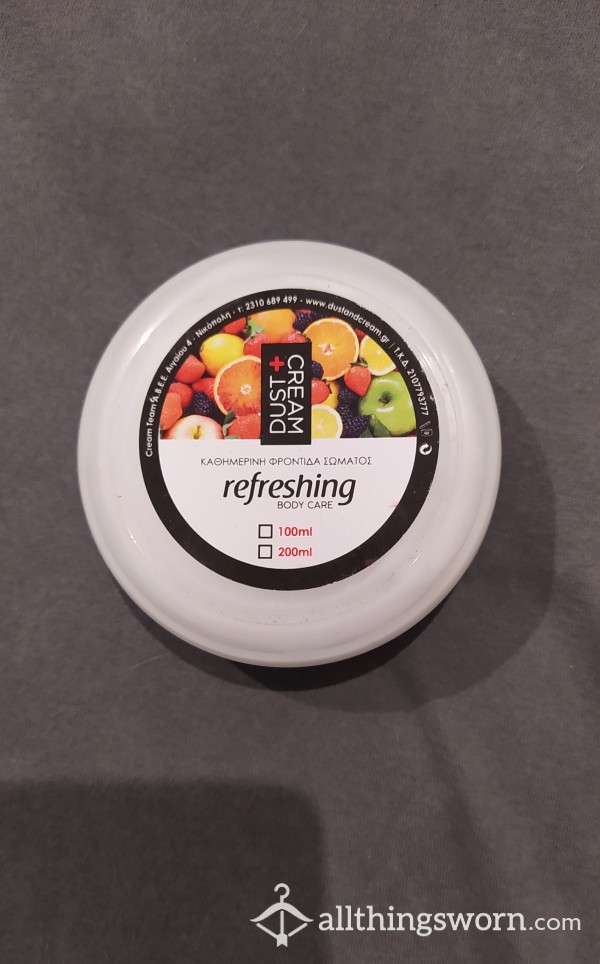 Cream Team Α.Β.Ε.Ε. Αιγαίου 4 - Νικόπολη - τ: 2310 689 499 - www.dustandcream.gr | Τ.Κ.Δ. 2107793777
DUST + CREAM
ΚΑΘΗΜΕΡΙΝΗ ΦΡΟΝΤΙΔΑ ΣΩΜΑΤΟΣ
refreshing
BODY CARE
100ml
200ml
allthingsworn.com